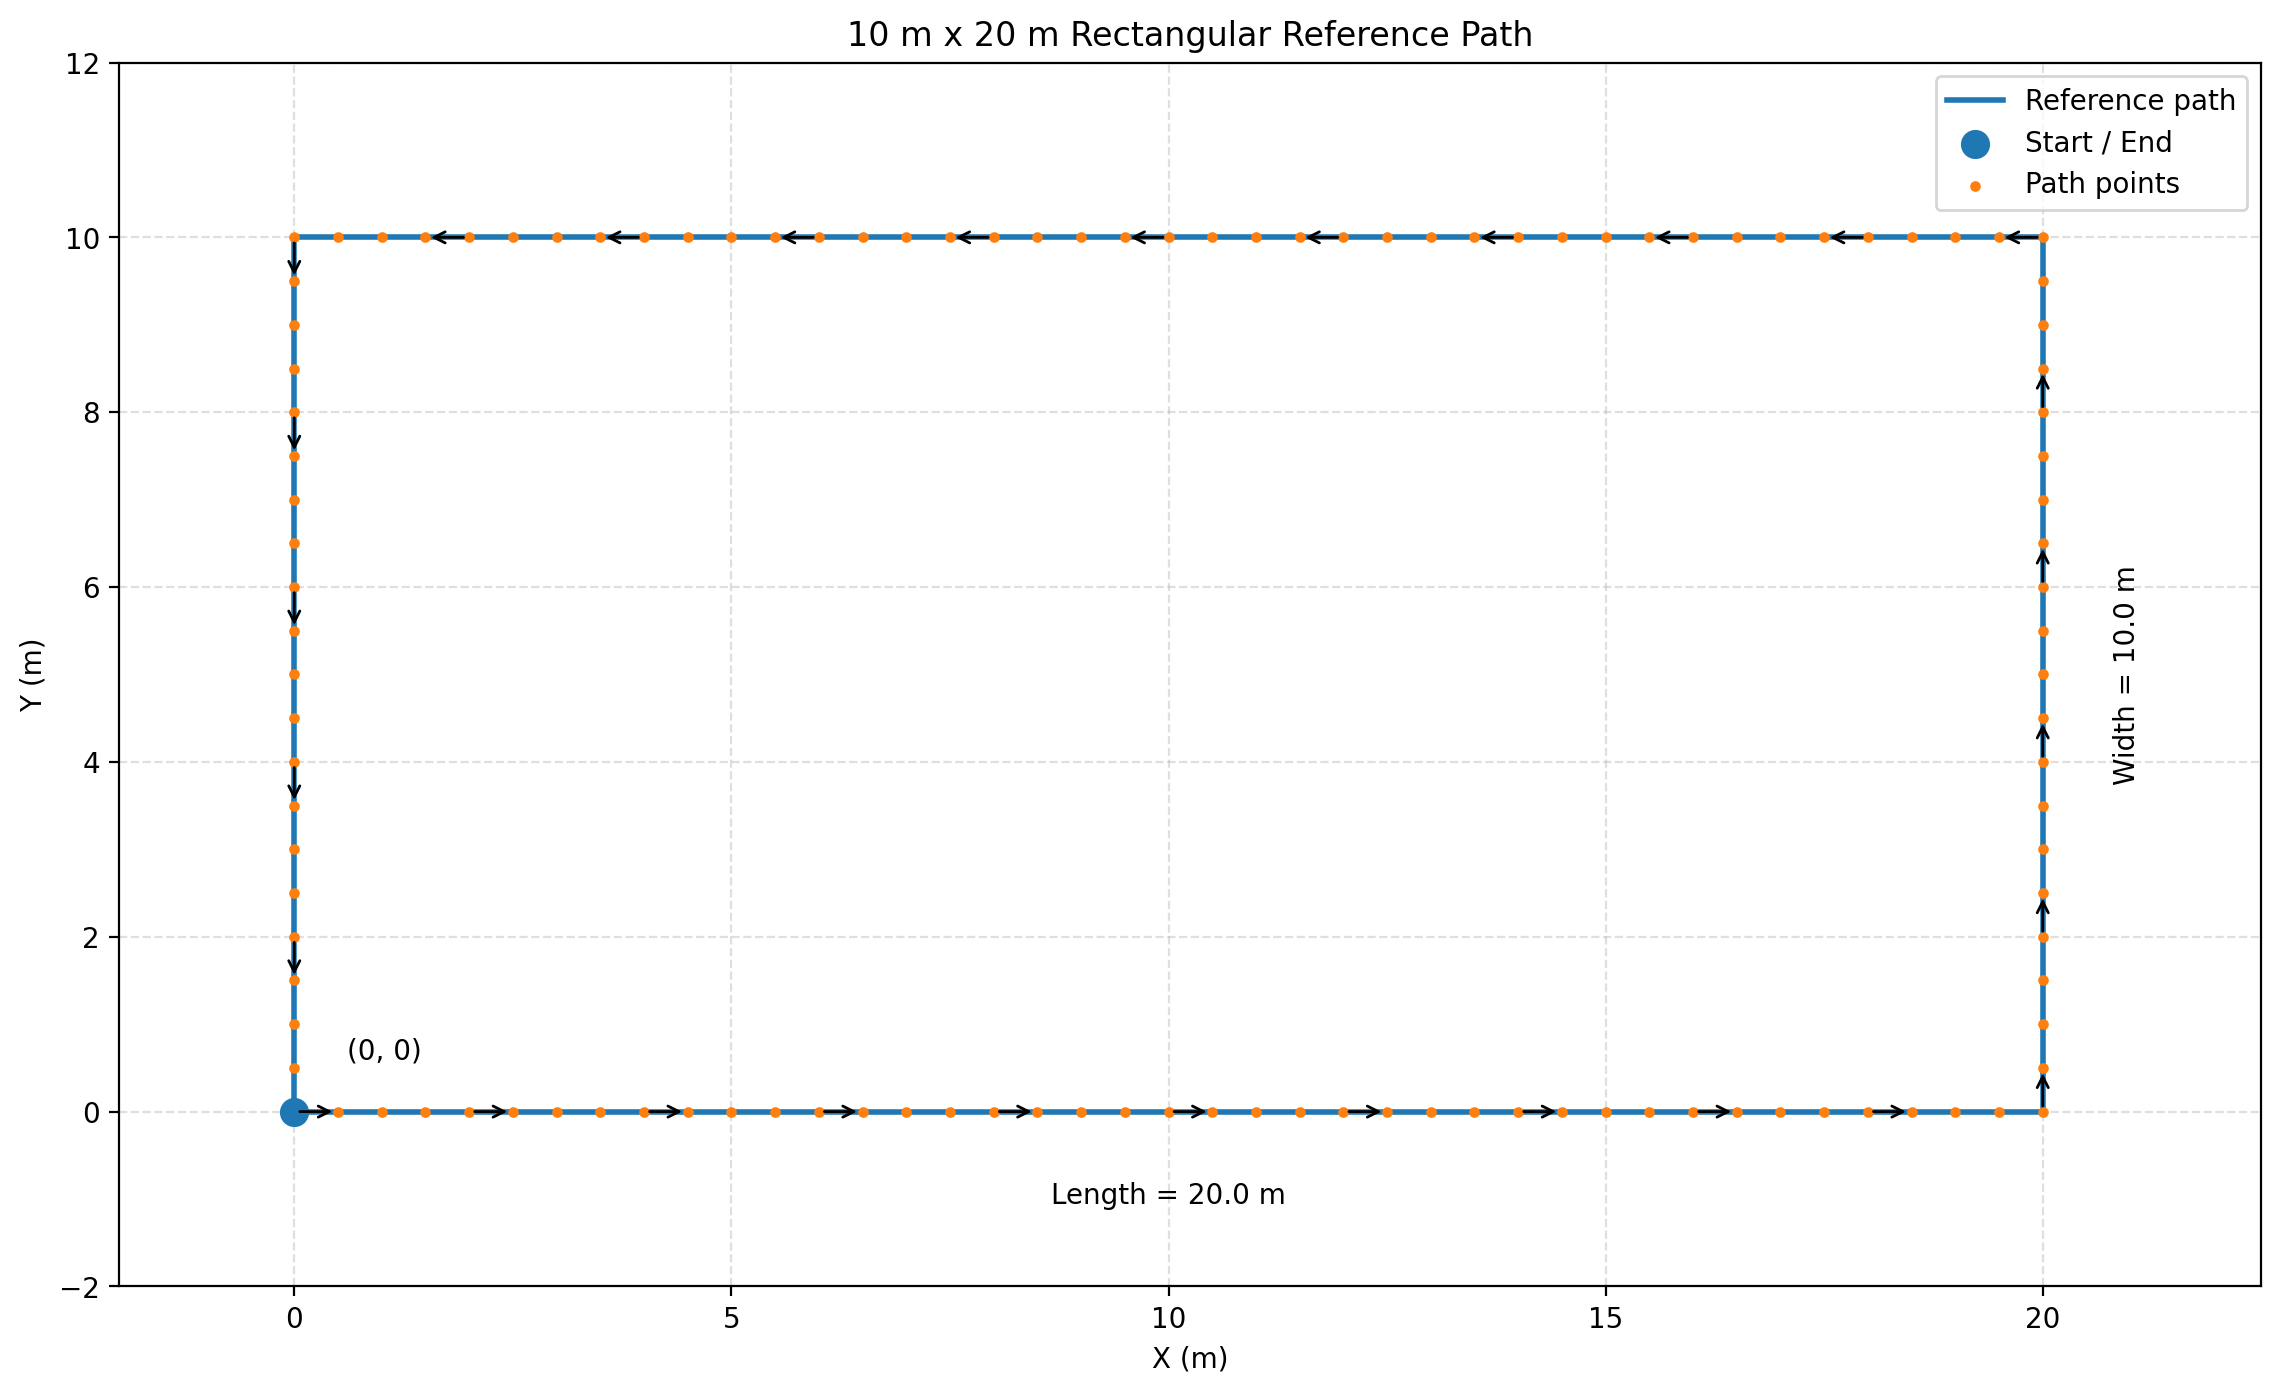 10 m x 20 m Rectangular Reference Path
Reference path
Start / End
Path points
12
10
8
6
4
2
0
−2
Y (m)
Width = 10.0 m
(0, 0)
Length = 20.0 m
0 5 10 15 20
X (m)